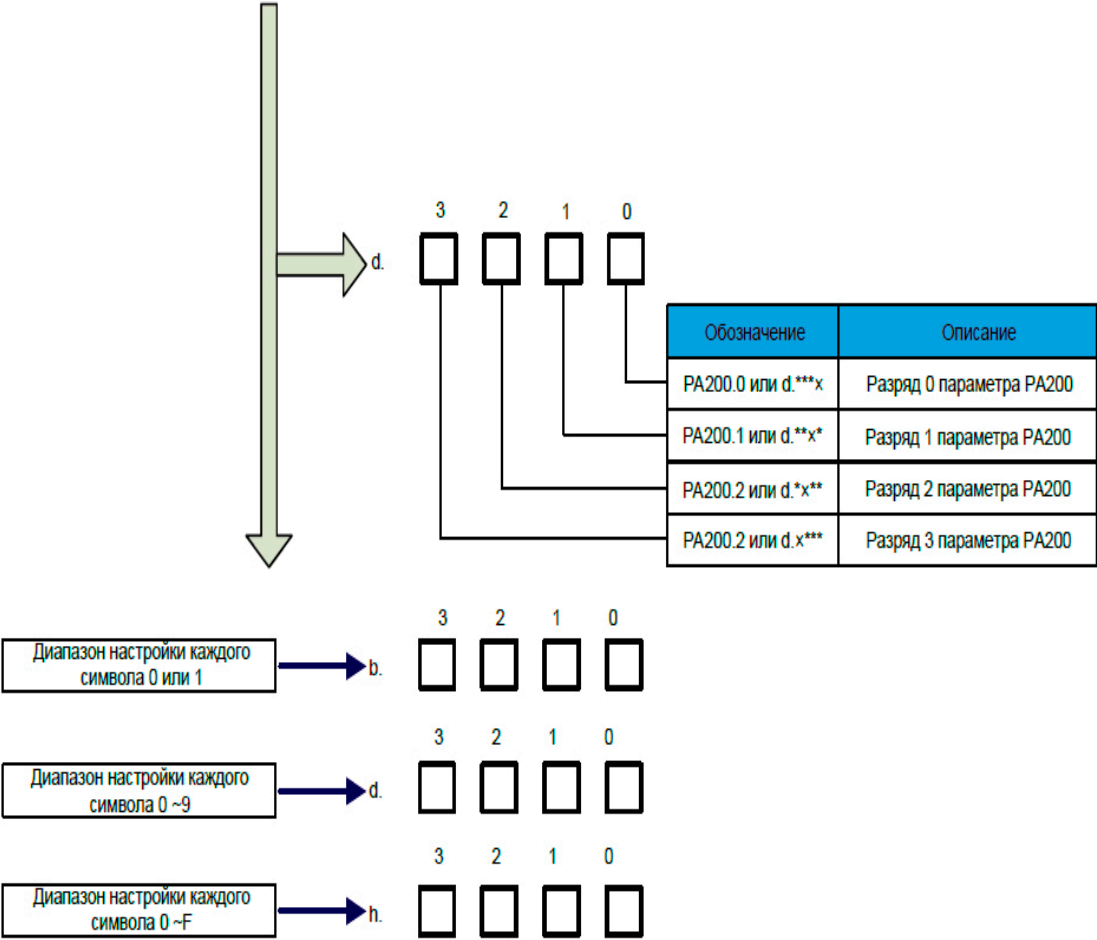 3 2 1 0
d.
Обозначение Описание
PA200.0 или d.***x Разряд 0 параметра PA200
PA200.1 или d.**x* Разряд 1 параметра PA200
PA200.2 или d.*x** Разряд 2 параметра PA200
PA200.2 или d.x*** Разряд 3 параметра PA200
3 2 1 0
Диапазон настройки каждого
символа 0 или 1
b.
3 2 1 0
Диапазон настройки каждого
символа 0 ~9
d.
3 2 1 0
Диапазон настройки каждого
символа 0 ~F
h.